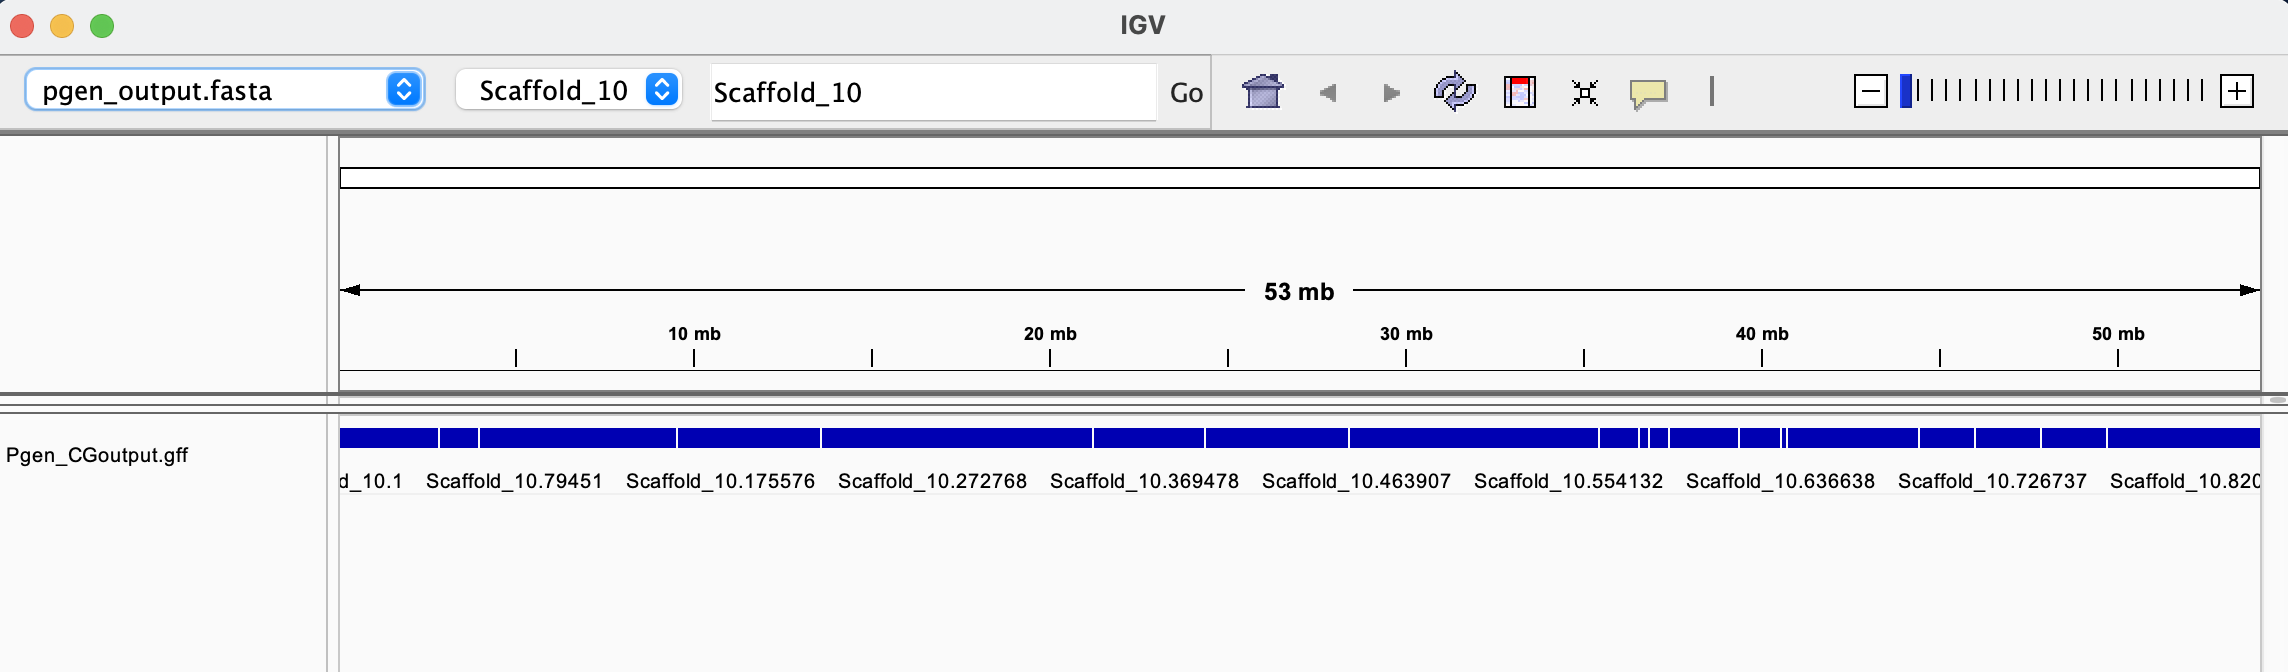 IGV
pgen_output.fasta Scaffold_10 Scaffold_10 Go
53 mb
10 mb 20 mb 30 mb 40 mb 50 mb
Pgen_CGoutput.gff
d_10.1 Scaffold_10.79451 Scaffold_10.175576 Scaffold_10.272768 Scaffold_10.369478 Scaffold_10.463907 Scaffold_10.554132 Scaffold_10.636638 Scaffold_10.726737 Scaffold_10.820